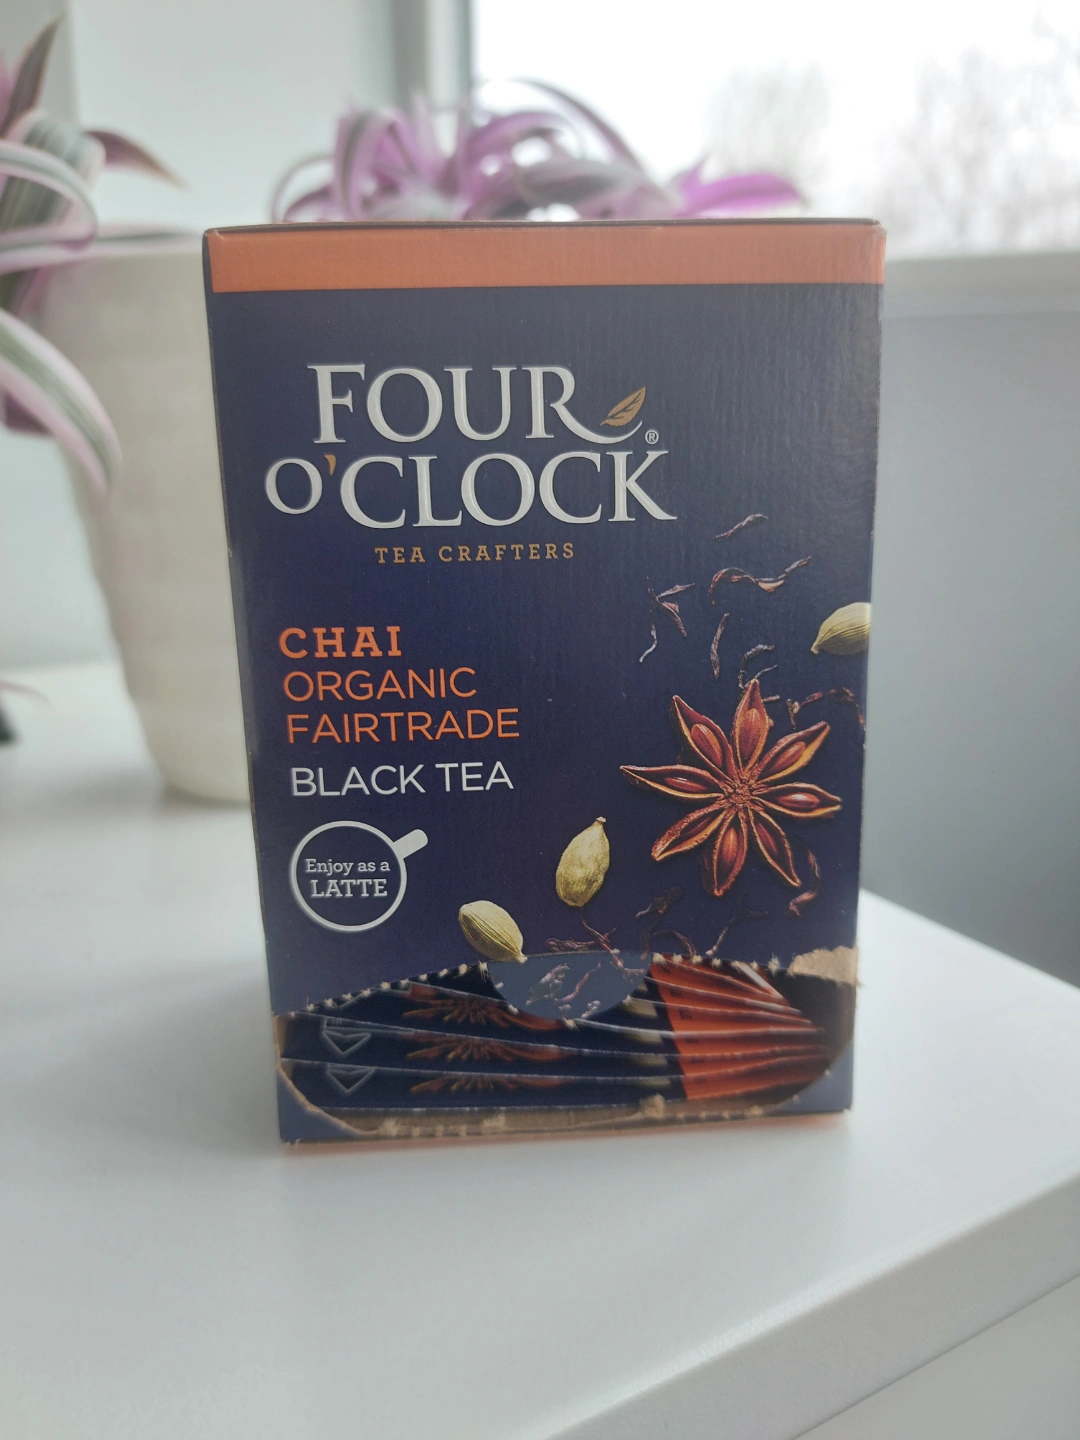 FOUR
O'CLOCK®
TEA CRAFTERS
CHAI
ORGANIC
FAIRTRADE
BLACK TEA
Enjoy as a
LATTE